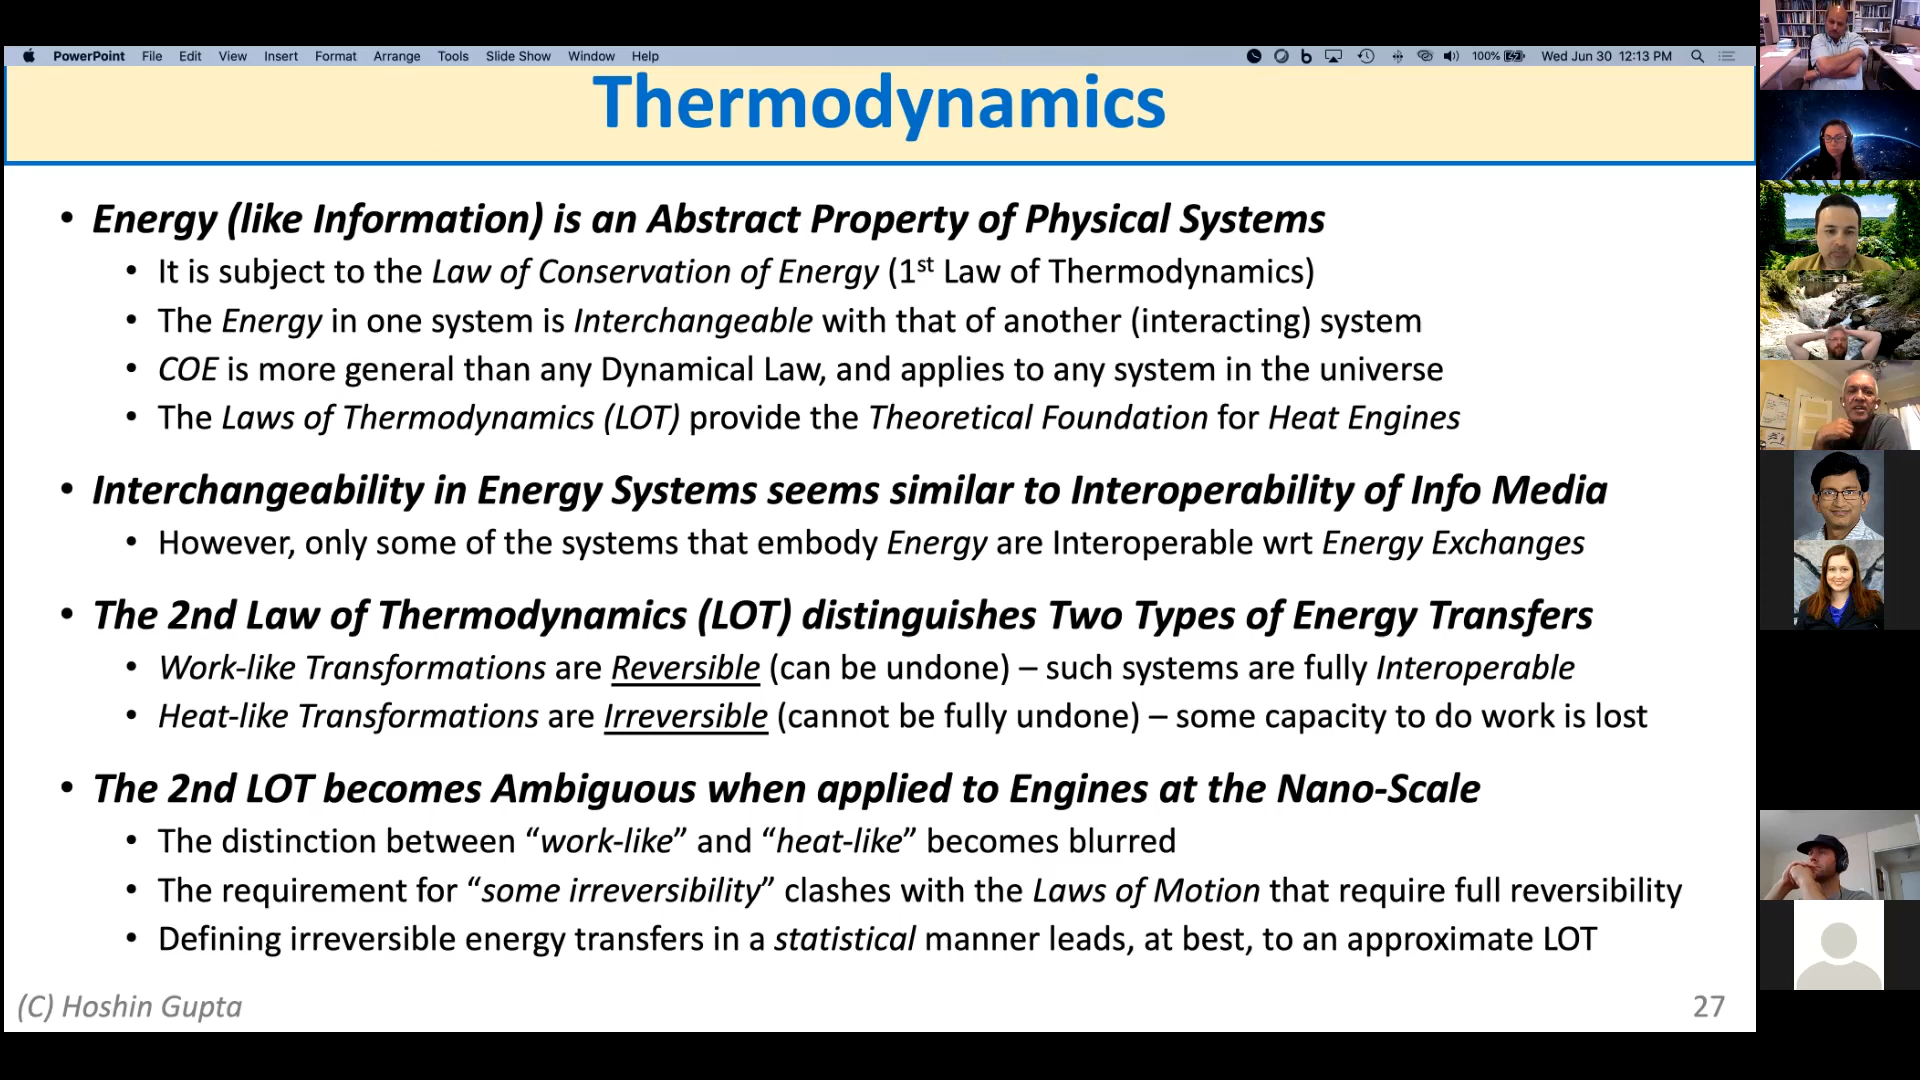 PowerPoint File Edit View Insert Format Arrange Tools Slide Show Window Help 100% Wed Jun 30 12:13 PM
Thermodynamics
• Energy (like Information) is an Abstract Property of Physical Systems
• It is subject to the Law of Conservation of Energy (1st Law of Thermodynamics)
• The Energy in one system is Interchangeable with that of another (interacting) system
• COE is more general than any Dynamical Law, and applies to any system in the universe
• The Laws of Thermodynamics (LOT) provide the Theoretical Foundation for Heat Engines
• Interchangeability in Energy Systems seems similar to Interoperability of Info Media
• However, only some of the systems that embody Energy are Interoperable wrt Energy Exchanges
• The 2nd Law of Thermodynamics (LOT) distinguishes Two Types of Energy Transfers
• Work-like Transformations are Reversible (can be undone) – such systems are fully Interoperable
• Heat-like Transformations are Irreversible (cannot be fully undone) – some capacity to do work is lost
• The 2nd LOT becomes Ambiguous when applied to Engines at the Nano-Scale
• The distinction between “work-like” and “heat-like” becomes blurred
• The requirement for “some irreversibility” clashes with the Laws of Motion that require full reversibility
• Defining irreversible energy transfers in a statistical manner leads, at best, to an approximate LOT
(C) Hoshin Gupta
27